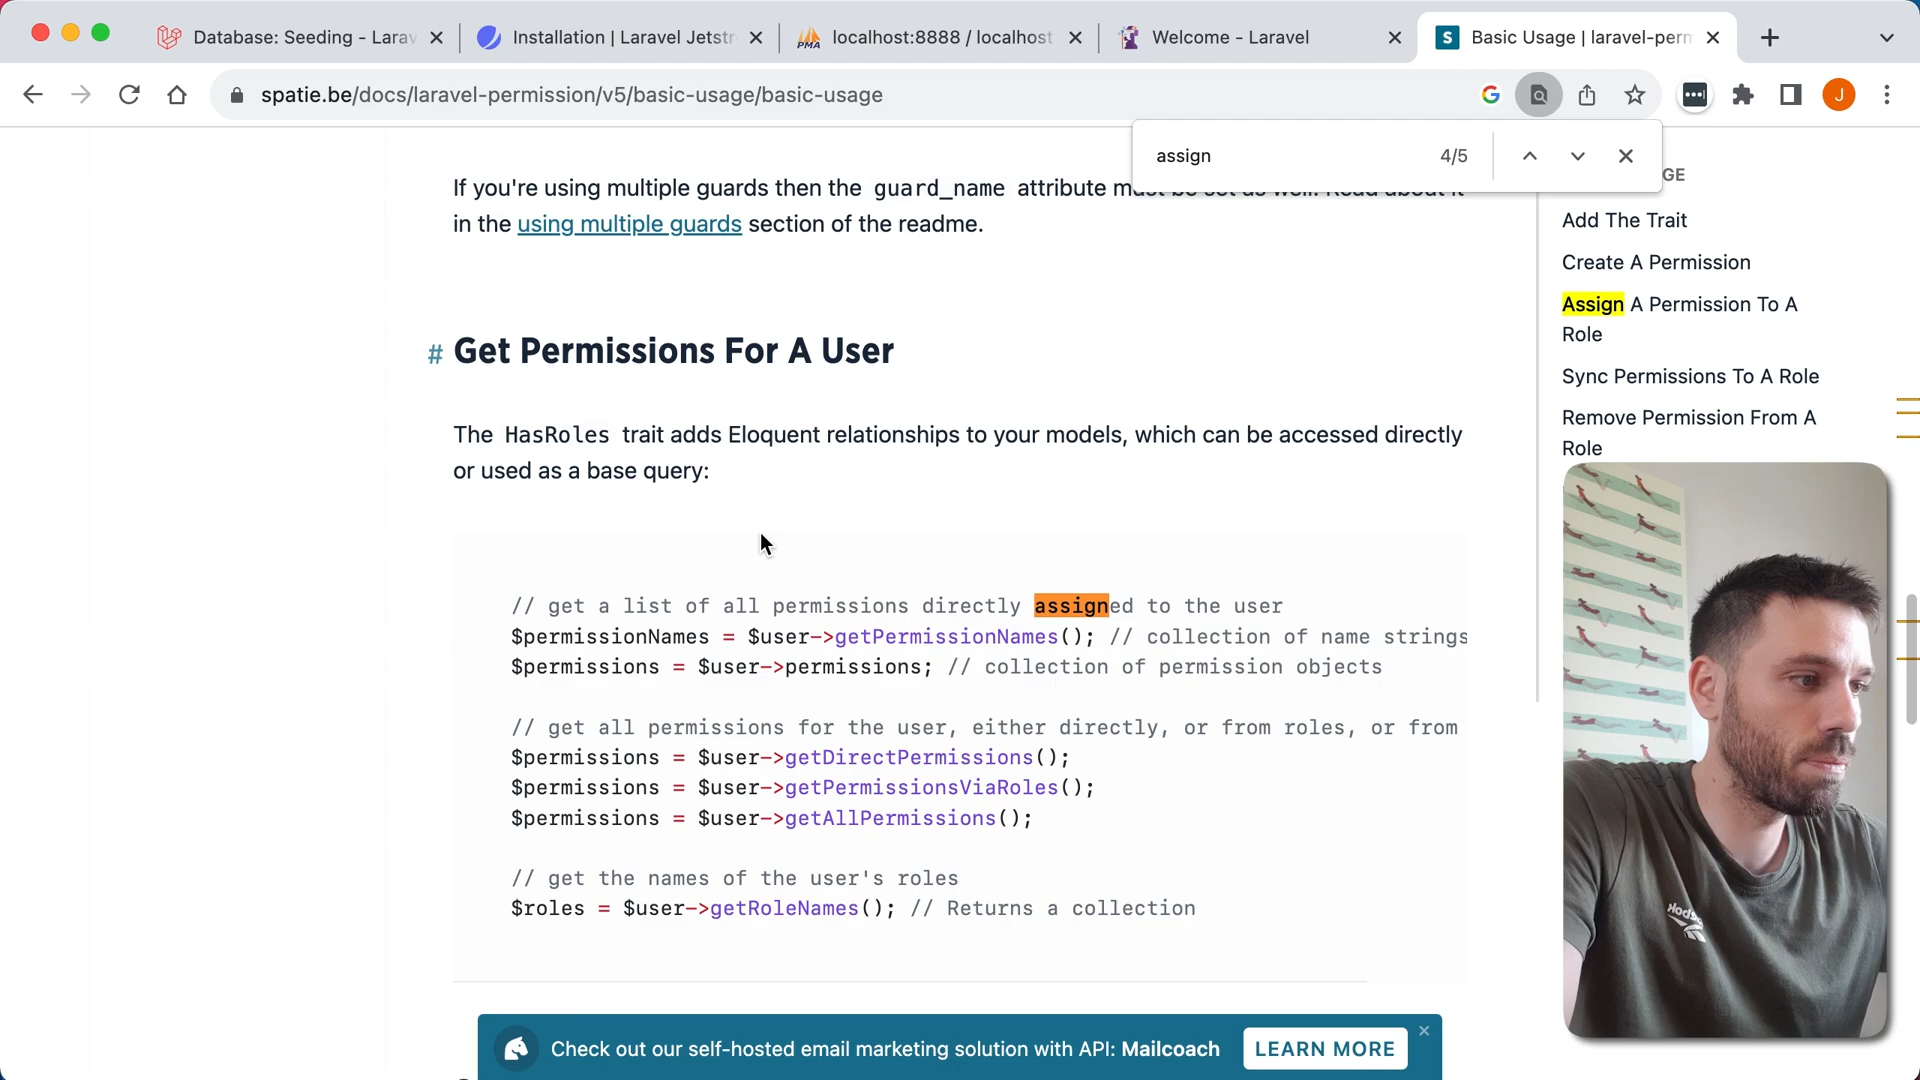 Database: Seeding - Larav
Installation | Laravel Jetstr
PMA
localhost:8888 / localhost
Welcome - Laravel
S
Basic Usage | laravel-perm
spatie.be/docs/laravel-permission/v5/basic-usage/basic-usage
J
assign
4/5
If you're using multiple guards then the guard_name attribute must be set as well. Read about it
in the using multiple guards section of the readme.
GE
Add The Trait
Create A Permission
Assign A Permission To A
Role
Sync Permissions To A Role
Remove Permission From A
Role
# Get Permissions For A User
The HasRoles trait adds Eloquent relationships to your models, which can be accessed directly
or used as a base query:
// get a list of all permissions directly assigned to the user
$permissionNames = $user->getPermissionNames(); // collection of name strings
$permissions = $user->permissions; // collection of permission objects
// get all permissions for the user, either directly, or from roles, or from
$permissions = $user->getDirectPermissions();
$permissions = $user->getPermissionsViaRoles();
$permissions = $user->getAllPermissions();
// get the names of the user's roles
$roles = $user->getRoleNames(); // Returns a collection
Reebok
Check out our self-hosted email marketing solution with API: Mailcoach
LEARN MORE